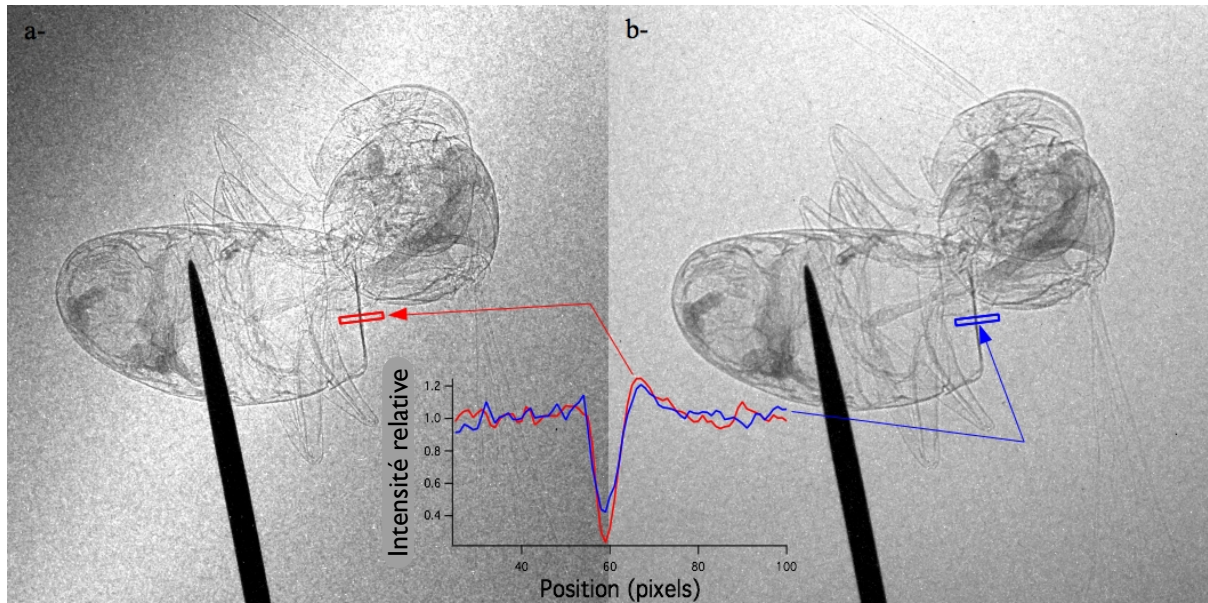 a-
b-
Intensité relative
1.2
1.0
0.8
0.6
0.4
40
60
80
100
Position (pixels)